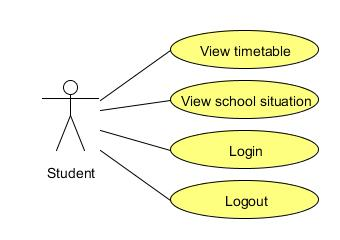 View timetable
View school situation
Login
Student
Logout